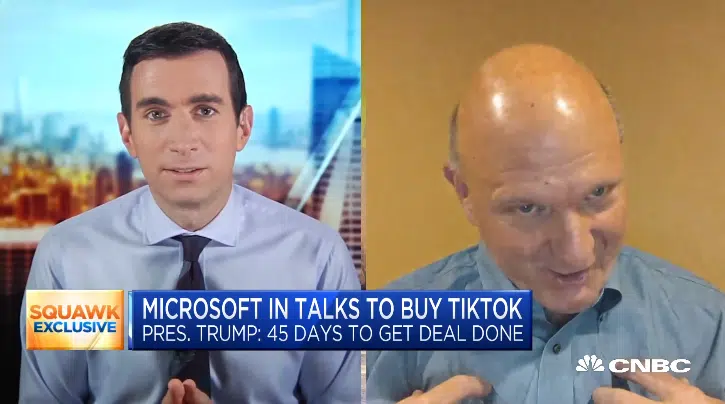 SQUAWK
EXCLUSIVE
MICROSOFT IN TALKS TO BUY TIKTOK
PRES. TRUMP: 45 DAYS TO GET DEAL DONE
CNBC